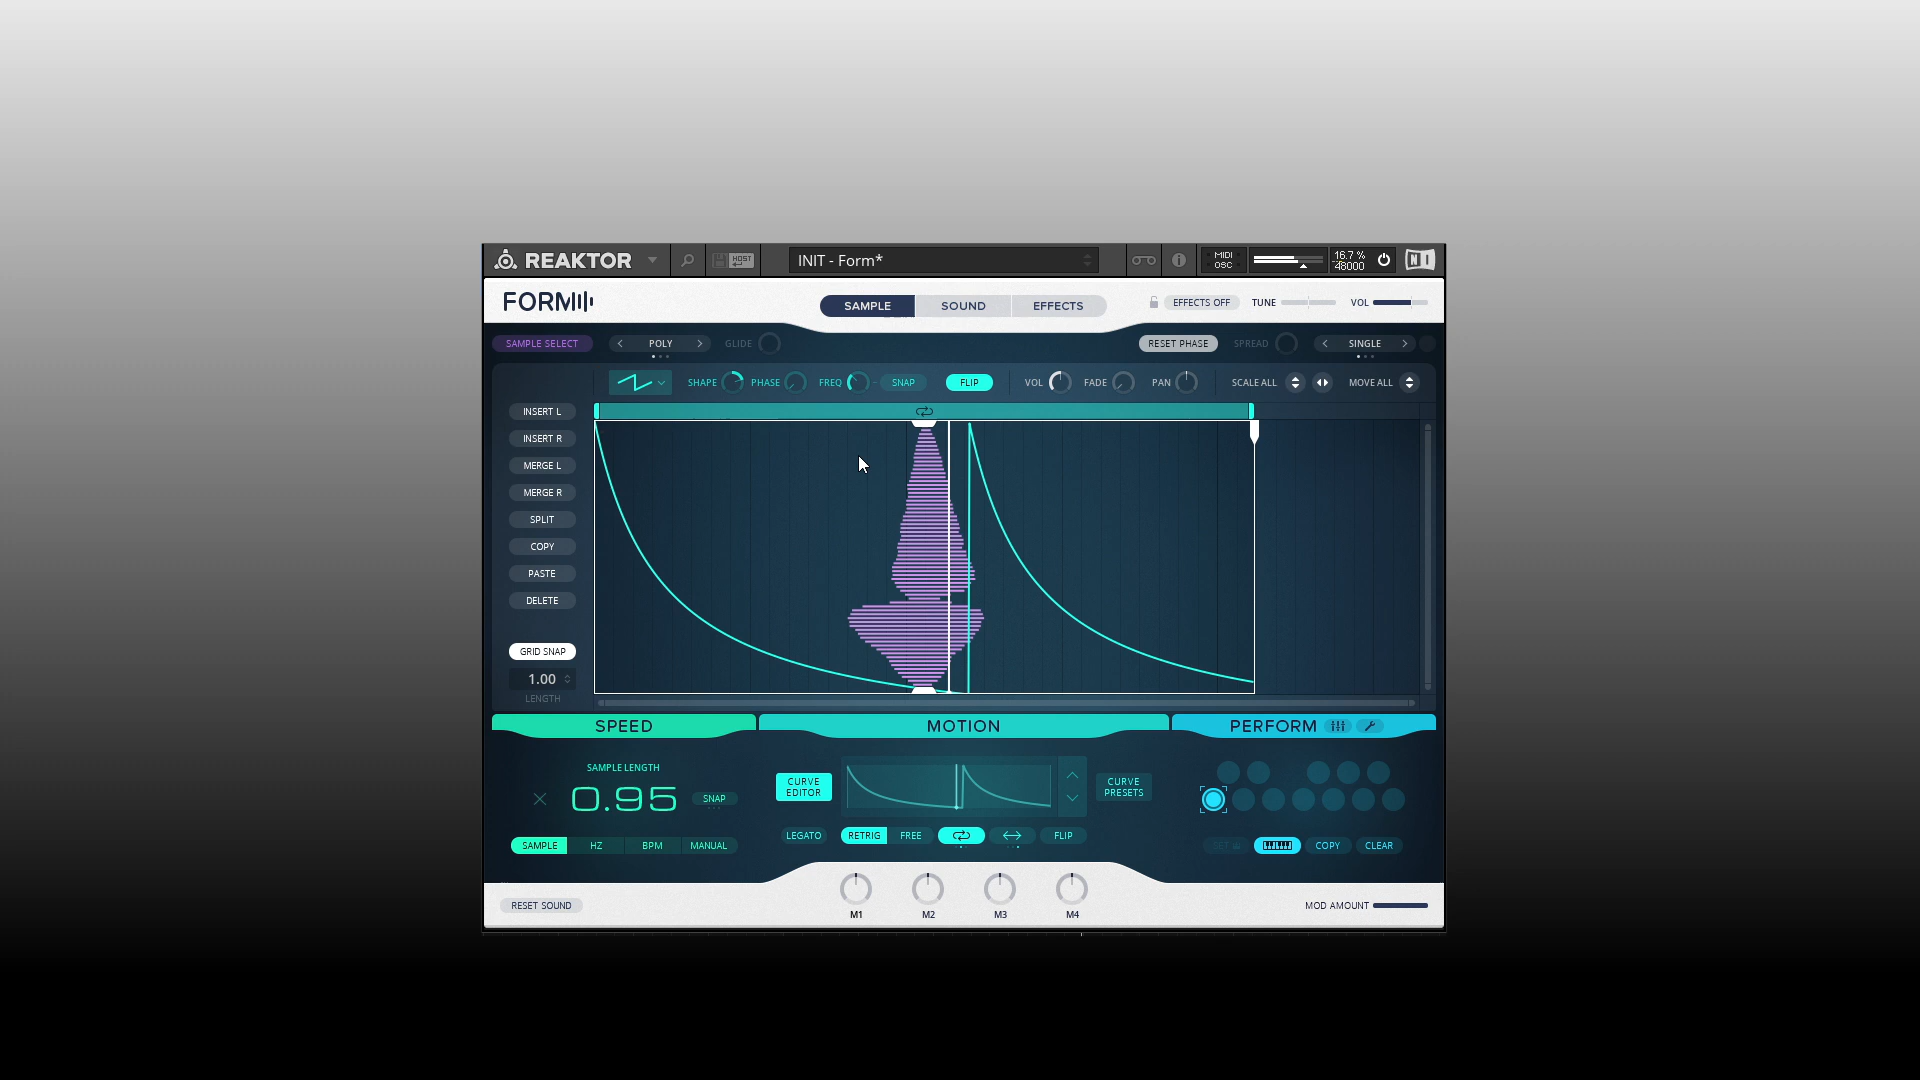 REAKTOR
HOST
INIT - Form*
MIDI
OSC
16.7 %
48000
NI
FORM
SAMPLE SOUND EFFECTS
EFFECTS OFF TUNE VOL
SAMPLE SELECT POLY GLIDE RESET PHASE SPREAD SINGLE
SHAPE PHASE FREQ SNAP FLIP VOL FADE PAN SCALE ALL MOVE ALL
INSERT L
INSERT R
MERGE L
MERGE R
SPLIT
COPY
PASTE
DELETE
GRID SNAP
1.00
LENGTH
SPEED MOTION PERFORM
SAMPLE LENGTH
0.95 SNAP
SAMPLE HZ BPM MANUAL
CURVE
EDITOR
CURVE
PRESETS
LEGATO RETRIG FREE FLIP
SET COPY CLEAR
RESET SOUND
M1 M2 M3 M4
MOD AMOUNT